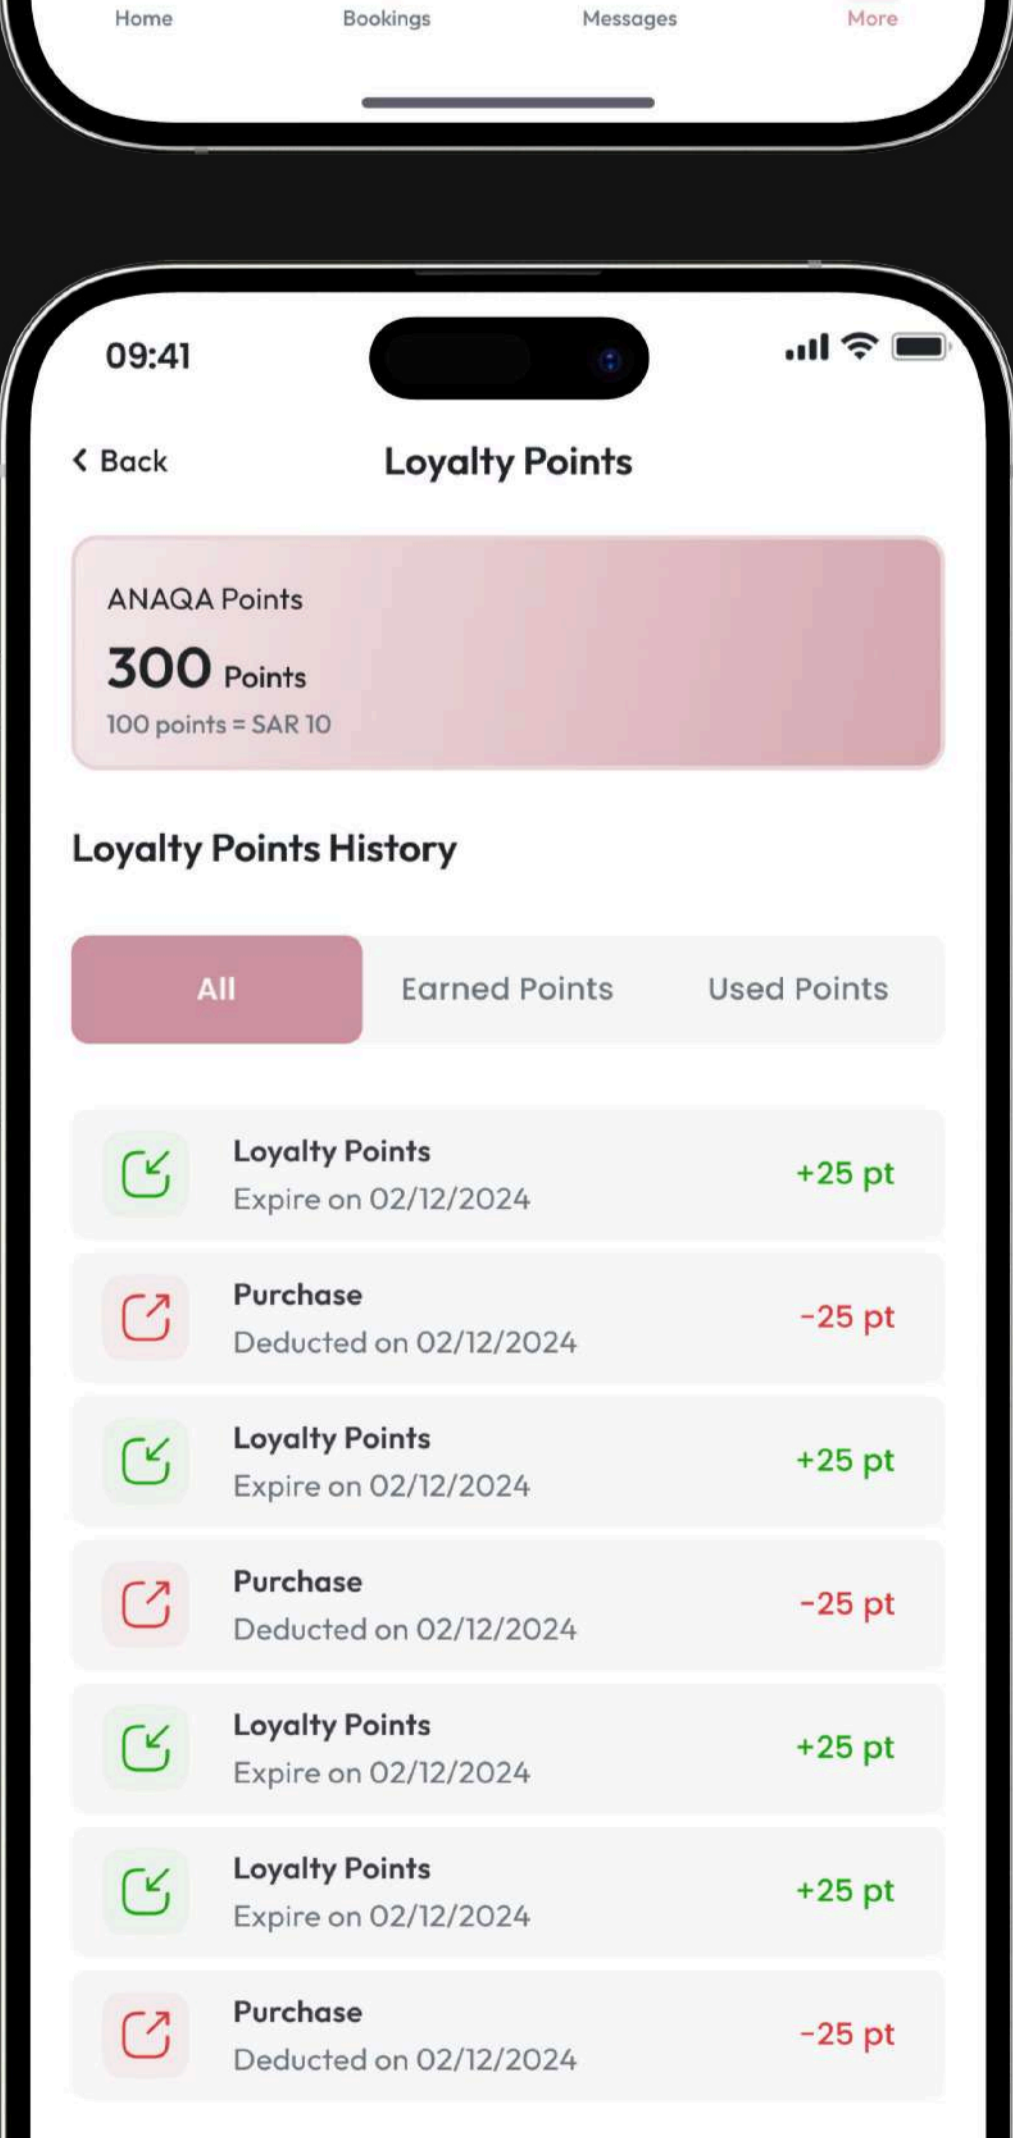 Home Bookings Messages More
09:41
Back Loyalty Points
ANAQA Points
300 Points
100 points = SAR 10
Loyalty Points History
All Earned Points Used Points
Loyalty Points
Expire on 02/12/2024
+25 pt
Purchase
Deducted on 02/12/2024
-25 pt
Loyalty Points
Expire on 02/12/2024
+25 pt
Purchase
Deducted on 02/12/2024
-25 pt
Loyalty Points
Expire on 02/12/2024
+25 pt
Loyalty Points
Expire on 02/12/2024
+25 pt
Purchase
Deducted on 02/12/2024
-25 pt